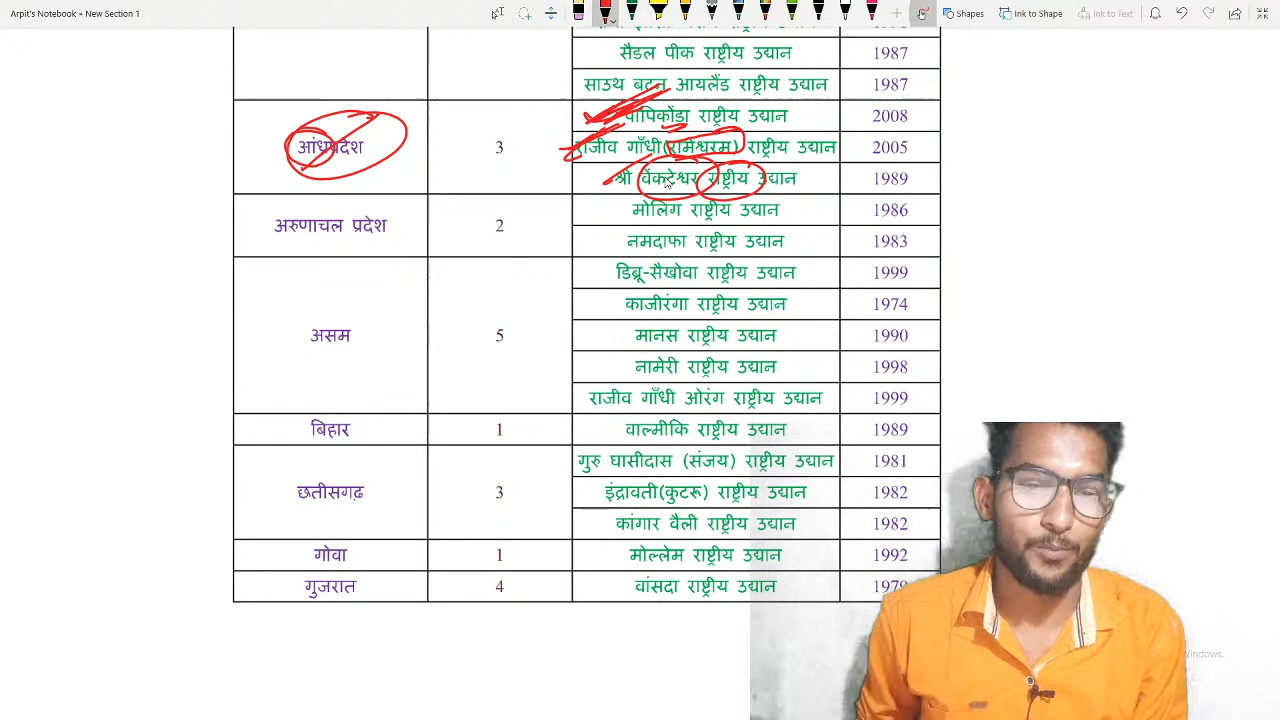 Arpit's Notebook » New Section 1
Shapes Ink to Shape Ink to Text
सैडल पीक राष्ट्रीय उद्यान 1987
साउथ बटन आयलैंड राष्ट्रीय उद्यान 1987
आंध्रप्रदेश 3 पापिकोंडा राष्ट्रीय उद्यान 2008
राजीव गाँधी(रामेश्वरम) राष्ट्रीय उद्यान 2005
श्री वेंकटेश्वर राष्ट्रीय उद्यान 1989
अरुणाचल प्रदेश 2 मोलिग राष्ट्रीय उद्यान 1986
नमदाफा राष्ट्रीय उद्यान 1983
असम 5 डिब्रू-सैखोवा राष्ट्रीय उद्यान 1999
काजीरंगा राष्ट्रीय उद्यान 1974
मानस राष्ट्रीय उद्यान 1990
नामेरी राष्ट्रीय उद्यान 1998
राजीव गाँधी ओरंग राष्ट्रीय उद्यान 1999
बिहार 1 वाल्मीकि राष्ट्रीय उद्यान 1989
छतीसगढ़ 3 गुरु घासीदास (संजय) राष्ट्रीय उद्यान 1981
इंद्रावती(कुटरू) राष्ट्रीय उद्यान 1982
कांगार वैली राष्ट्रीय उद्यान 1982
गोवा 1 मोल्लेम राष्ट्रीय उद्यान 1992
गुजरात 4 वांसदा राष्ट्रीय उद्यान 1979
Windows.